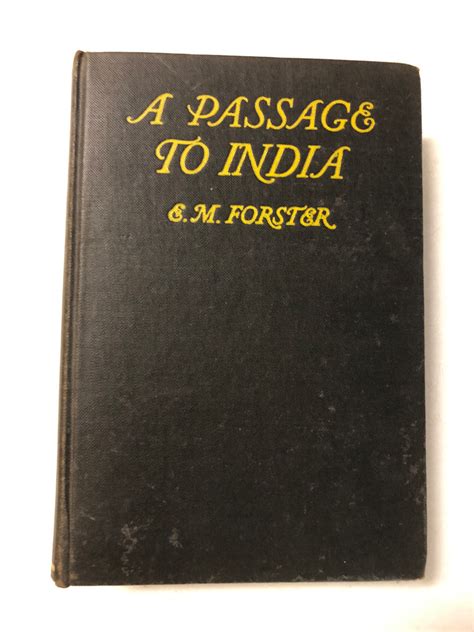 A PASSAGE
TO INDIA
E. M. FORSTER